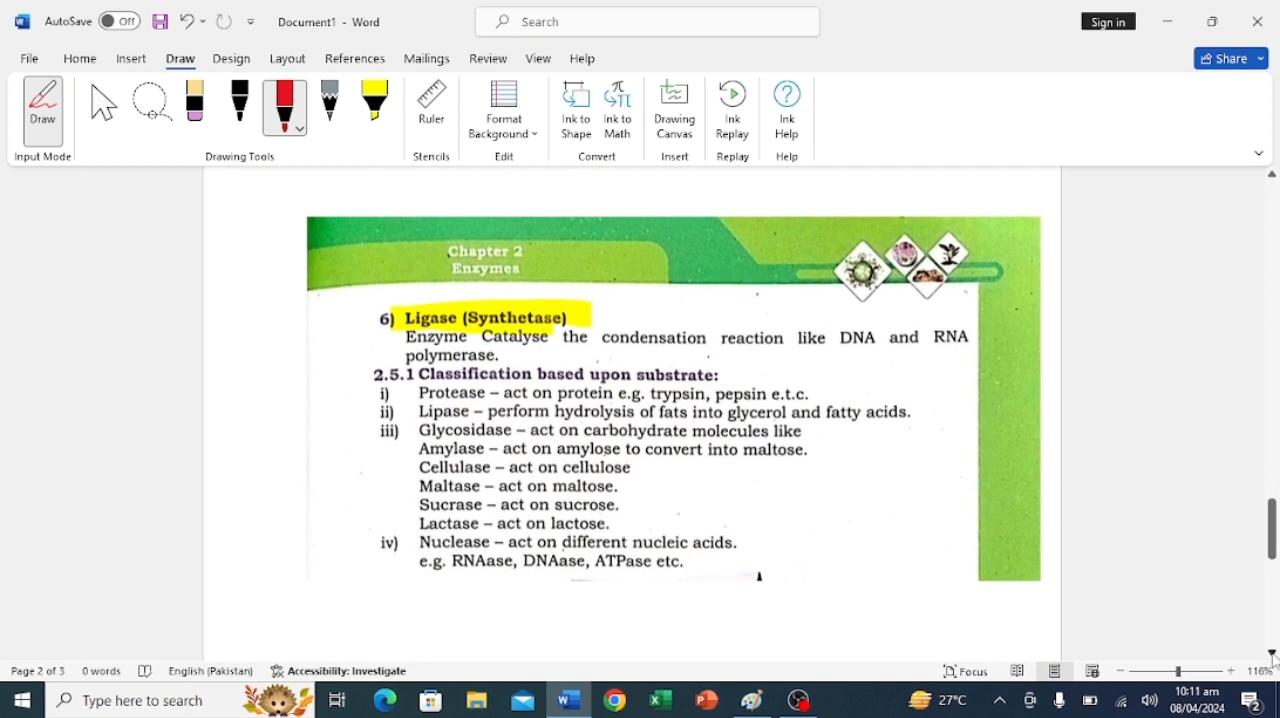 AutoSave Off Document1 - Word Search Sign in
File Home Insert Draw Design Layout References Mailings Review View Help Share
Draw Ruler Format Background Ink to Shape Ink to Math Drawing Canvas Ink Replay Ink Help
Input Mode Drawing Tools Stencils Edit Convert Insert Replay Help
Chapter 2
Enzymes
6) Ligase (Synthetase)
Enzyme Catalyse the condensation reaction like DNA and RNA
polymerase.
2.5.1 Classification based upon substrate:
i) Protease – act on protein e.g. trypsin, pepsin e.t.c.
ii) Lipase – perform hydrolysis of fats into glycerol and fatty acids.
iii) Glycosidase – act on carbohydrate molecules like
Amylase – act on amylose to convert into maltose.
Cellulase – act on cellulose
Maltase – act on maltose.
Sucrase – act on sucrose.
Lactase – act on lactose.
iv) Nuclease – act on different nucleic acids.
e.g. RNAase, DNAase, ATPase etc.
Page 2 of 3 0 words English (Pakistan) Accessibility: Investigate Focus 116%
Type here to search 27°C 10:11 am
08/04/2024 2